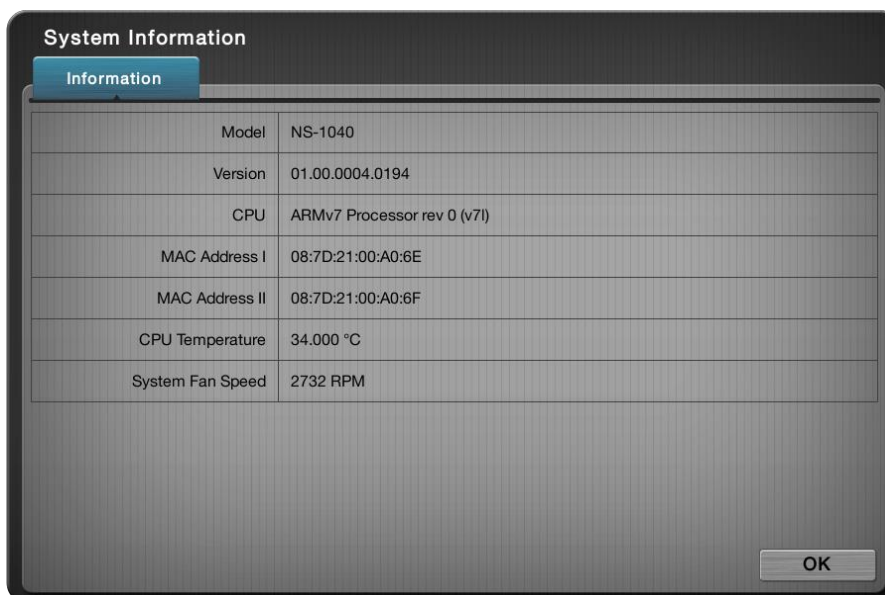 System Information
Information
Model NS-1040
Version 01.00.0004.0194
CPU ARMv7 Processor rev 0 (v7l)
MAC Address I 08:7D:21:00:A0:6E
MAC Address II 08:7D:21:00:A0:6F
CPU Temperature 34.000 °C
System Fan Speed 2732 RPM
OK